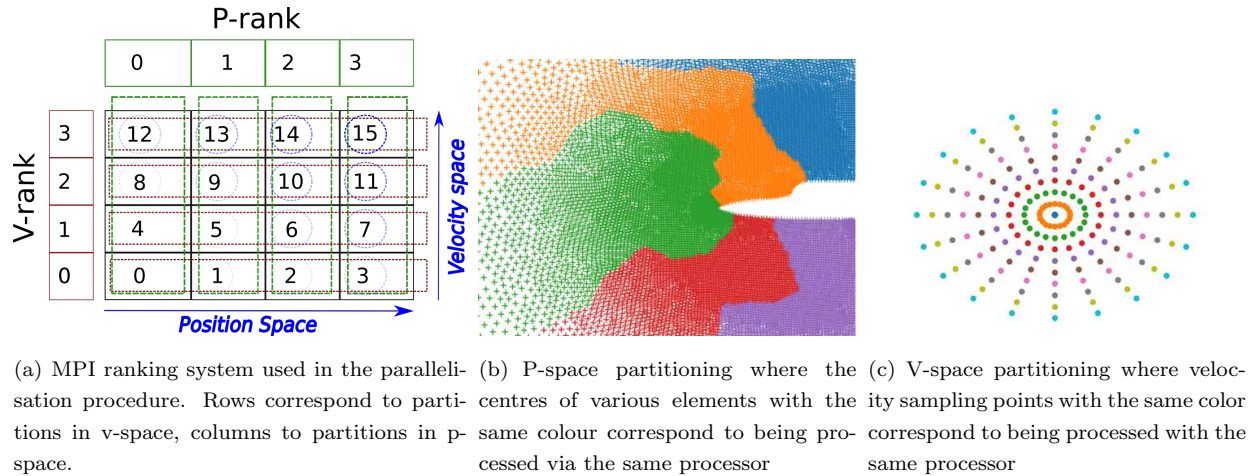 P-rank
0 1 2 3
V-rank
3 12 13 14 15
2 8 9 10 11
1 4 5 6 7
0 0 1 2 3
Velocity space
Position Space
(a) MPI ranking system used in the paralleli-
sation procedure. Rows correspond to parti-
tions in v-space, columns to partitions in p-
space.
(b) P-space partitioning where the
centres of various elements with the
same colour correspond to being pro-
cessed via the same processor
(c) V-space partitioning where veloc-
ity sampling points with the same color
correspond to being processed with the
same processor